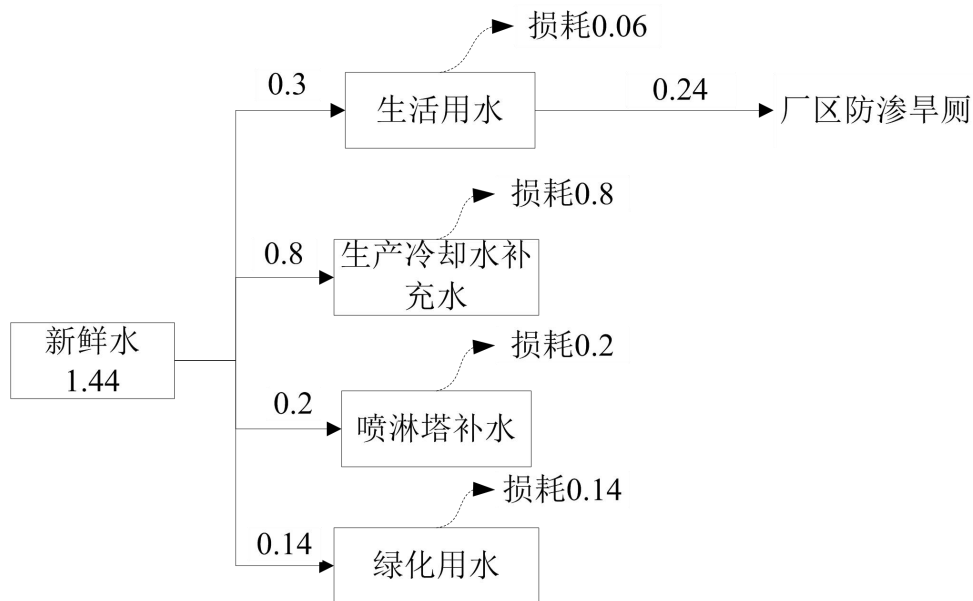 损耗0.06
0.3
生活用水
0.24
厂区防渗旱厕
损耗0.8
0.8
生产冷却水补
充水
新鲜水
1.44
损耗0.2
0.2
喷淋塔补水
损耗0.14
0.14
绿化用水